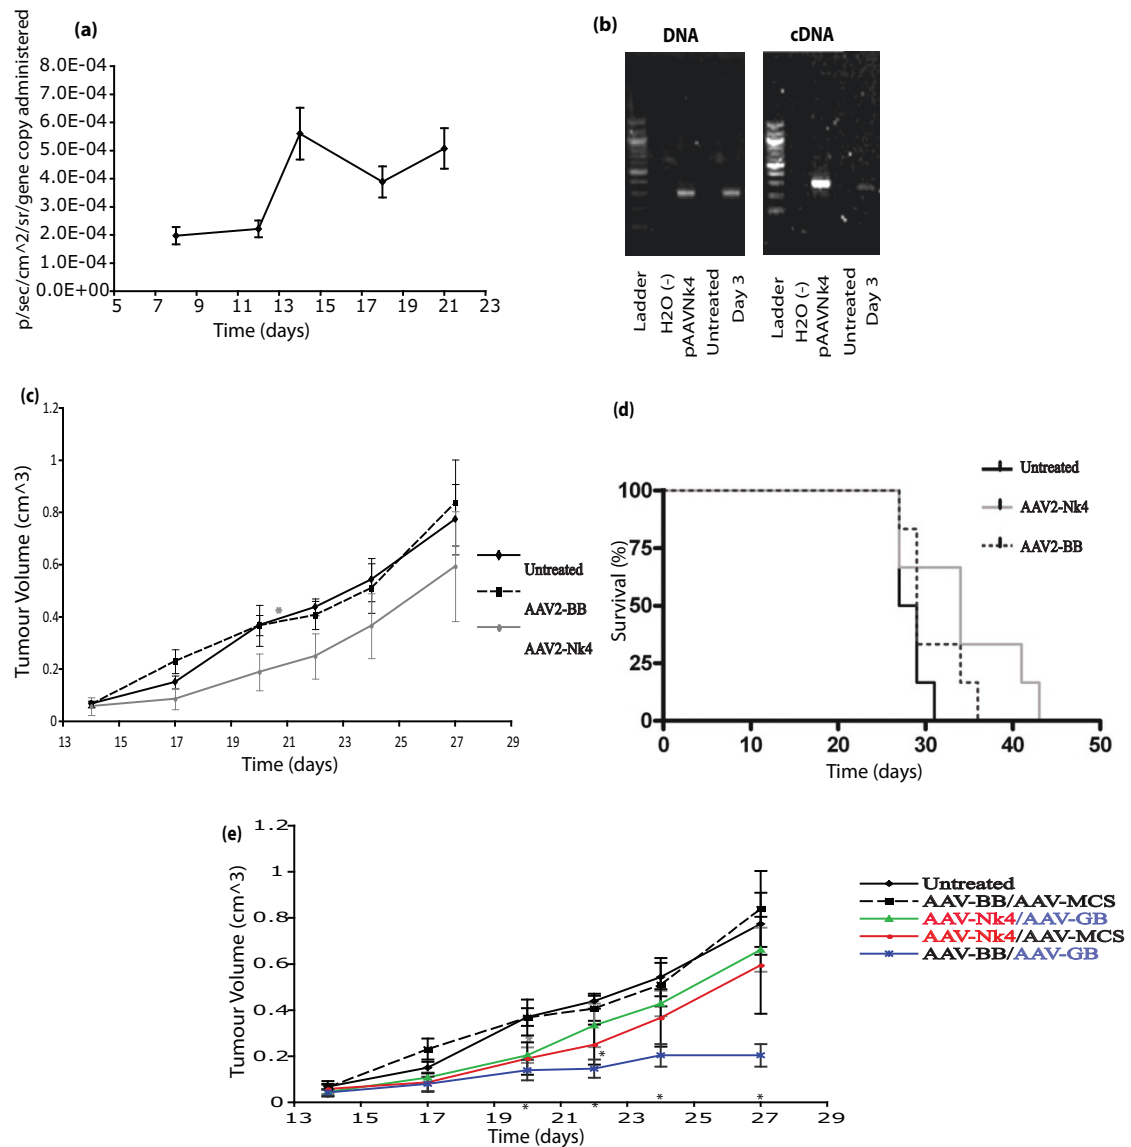 (a)
p/sec/cm^2/sr/gene copy administered
8.0E-04
7.0E-04
6.0E-04
5.0E-04
4.0E-04
3.0E-04
2.0E-04
1.0E-04
0.0E+00
5 7 9 11 13 15 17 19 21 23
Time (days)
(b)
DNA cDNA
Ladder
H2O (-)
pAAVNk4
Untreated
Day 3
Ladder
H2O (-)
pAAVNk4
Untreated
Day 3
(c)
Tumour Volume (cm^3)
1.2
1
0.8
0.6
0.4
0.2
0
*
13 15 17 19 21 23 25 27 29
Time (days)
Untreated
AAV2-BB
AAV2-Nk4
(d)
Survival (%)
100
75
50
25
0
0 10 20 30 40 50
Time (days)
Untreated
AAV2-Nk4
AAV2-BB
(e)
Tumour Volume (cm^3)
1.2
1
0.8
0.6
0.4
0.2
0
*
* * * *
13 15 17 19 21 23 25 27 29
Time (days)
Untreated
AAV-BB/AAV-MCS
AAV-Nk4/AAV-GB
AAV-Nk4/AAV-MCS
AAV-BB/AAV-GB